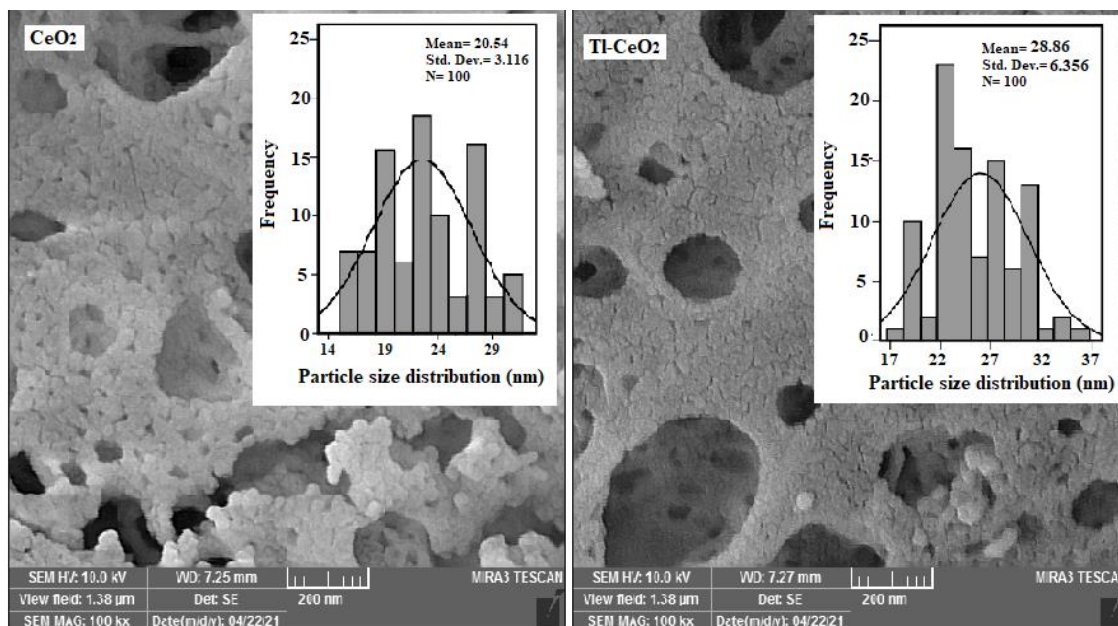 CeO2
25
20
15
10
5
0
Frequency
Mean= 20.54
Std. Dev.= 3.116
N= 100
14 19 24 29
Particle size distribution (nm)
SEM HV: 10.0 kV WD: 7.25 mm MIRA3 TESCAN
View field: 1.38 µm Det: SE 200 nm
SEM MAG: 100 kx Date(m/d/y): 04/22/21
Tl-CeO2
25
20
15
10
5
0
Frequency
Mean= 28.86
Std. Dev.= 6.356
N= 100
17 22 27 32 37
Particle size distribution (nm)
SEM HV: 10.0 kV WD: 7.27 mm MIRA3 TESCAN
View field: 1.38 µm Det: SE 200 nm
SEM MAG: 100 kx Date(m/d/y): 04/22/21